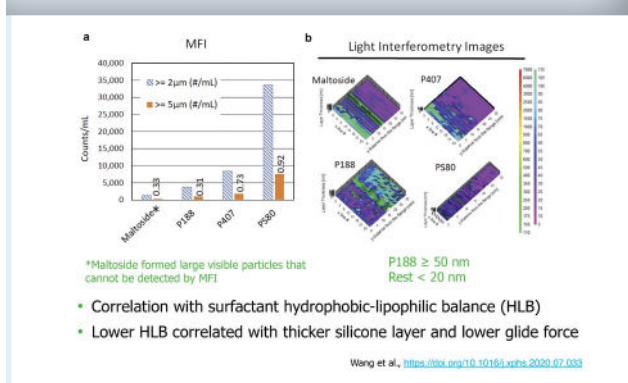 a
MFI
40,000
35,000
30,000
25,000
20,000
15,000
10,000
5,000
0
Counts/mL
>= 2µm (#/mL)
>= 5µm (#/mL)
0.33
0.31
0.73
0.92
Maltoside*
P188
P407
PS80
*Maltoside formed large visible particles that
cannot be detected by MFI
b
Light Interferometry Images
Maltoside
P407
P188
PS80
P188 ≥ 50 nm
Rest < 20 nm
• Correlation with surfactant hydrophobic-lipophilic balance (HLB)
• Lower HLB correlated with thicker silicone layer and lower glide force
Wang et al., https://doi.org/10.1016/j.xphs.2020.07.033